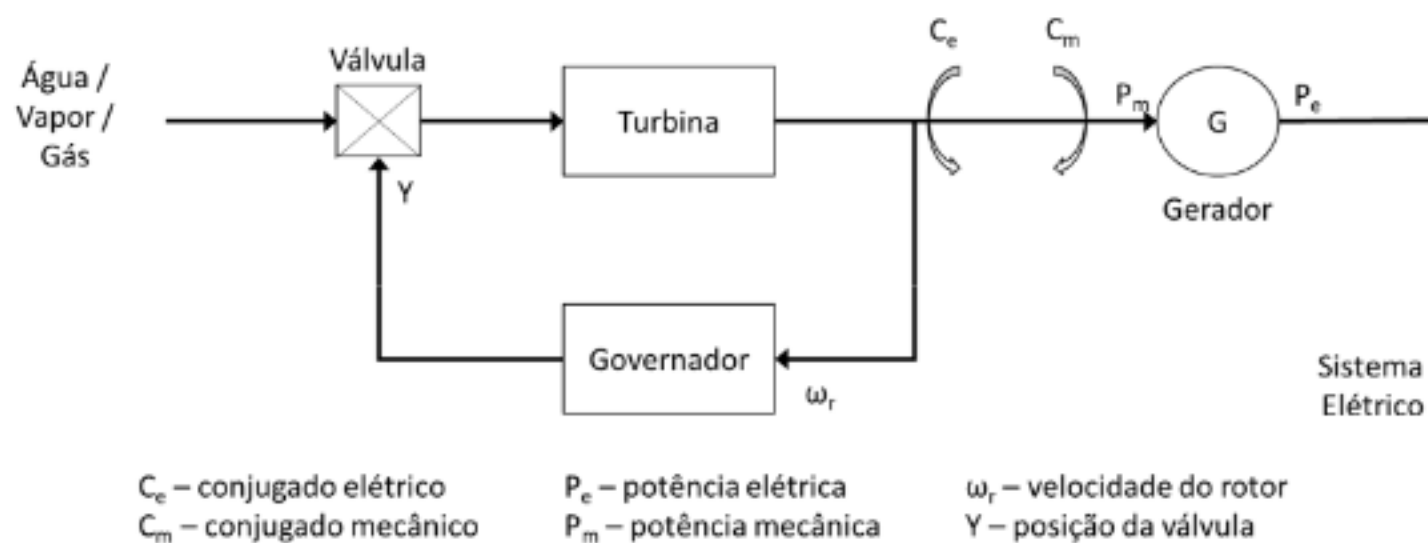 Água /
Vapor /
Gás
Válvula
Y
Turbina
Cₑ
Cₘ
Pₘ
G
Pₑ
Gerador
Governador
ωᵣ
Sistema
Elétrico
Cₑ – conjugado elétrico
Pₑ – potência elétrica
ωᵣ – velocidade do rotor
Cₘ – conjugado mecânico
Pₘ – potência mecânica
Y – posição da válvula